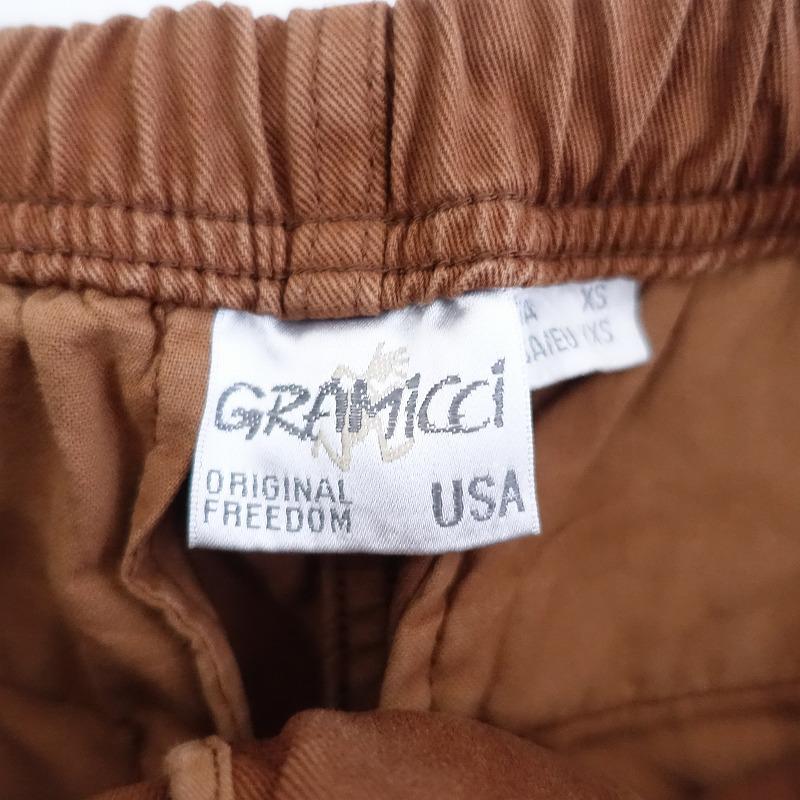 GRAMICCI
ORIGINAL
FREEDOM
USA
XS
XS